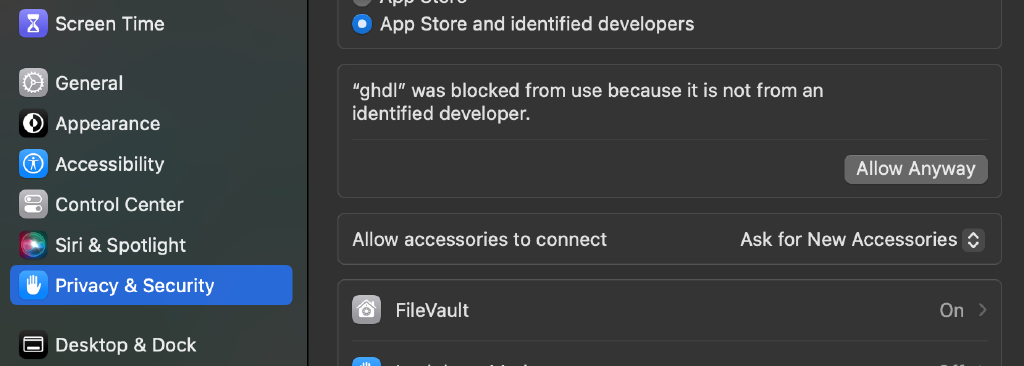 Screen Time
General
Appearance
Accessibility
Control Center
Siri & Spotlight
Privacy & Security
Desktop & Dock
App Store
App Store and identified developers
“ghdl” was blocked from use because it is not from an
identified developer.
Allow Anyway
Allow accessories to connect Ask for New Accessories
FileVault On